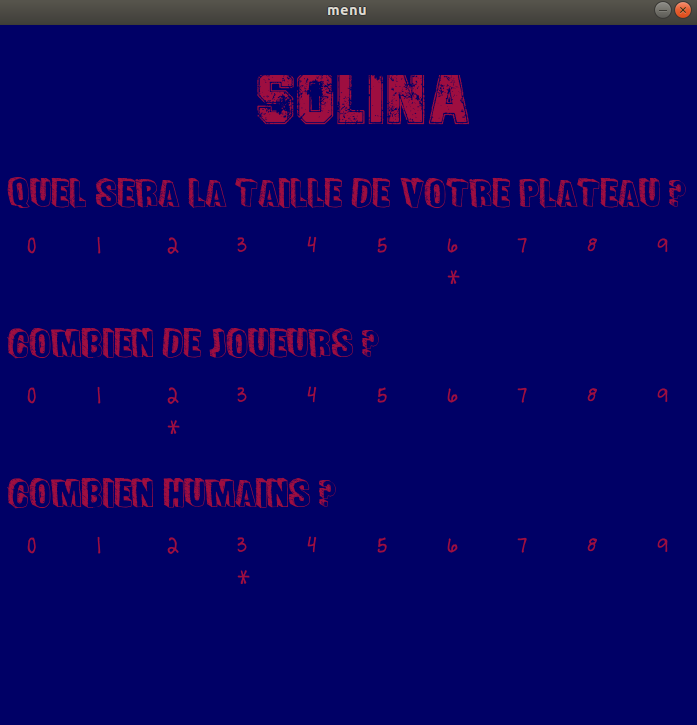 menu
SOLINA
QUEL SERA LA TAILLE DE VOTRE PLATEAU ?
0 1 2 3 4 5 6 7 8 9
*
COMBIEN DE JOUEURS ?
0 1 2 3 4 5 6 7 8 9
*
COMBIEN HUMAINS ?
0 1 2 3 4 5 6 7 8 9
*